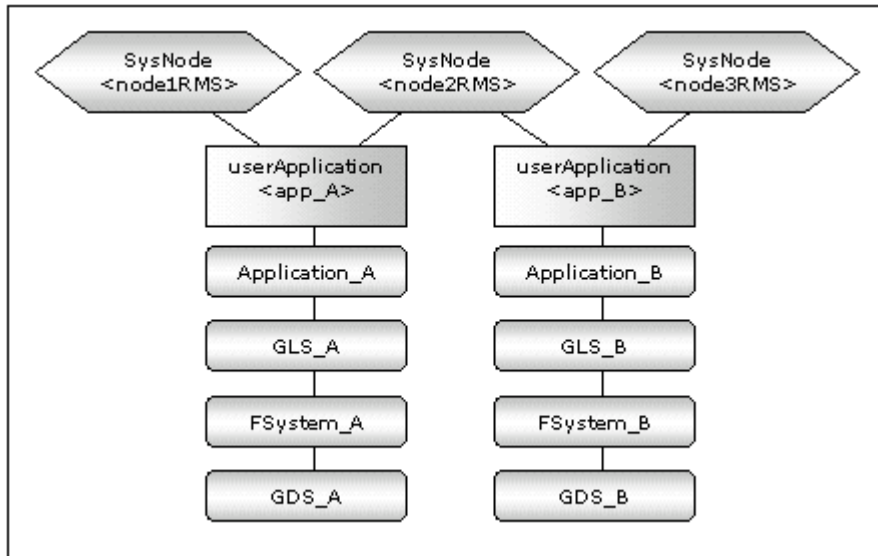 SysNode
<node1RMS>
SysNode
<node2RMS>
SysNode
<node3RMS>
userApplication
<app_A>
userApplication
<app_B>
Application_A
Application_B
GLS_A
GLS_B
FSystem_A
FSystem_B
GDS_A
GDS_B